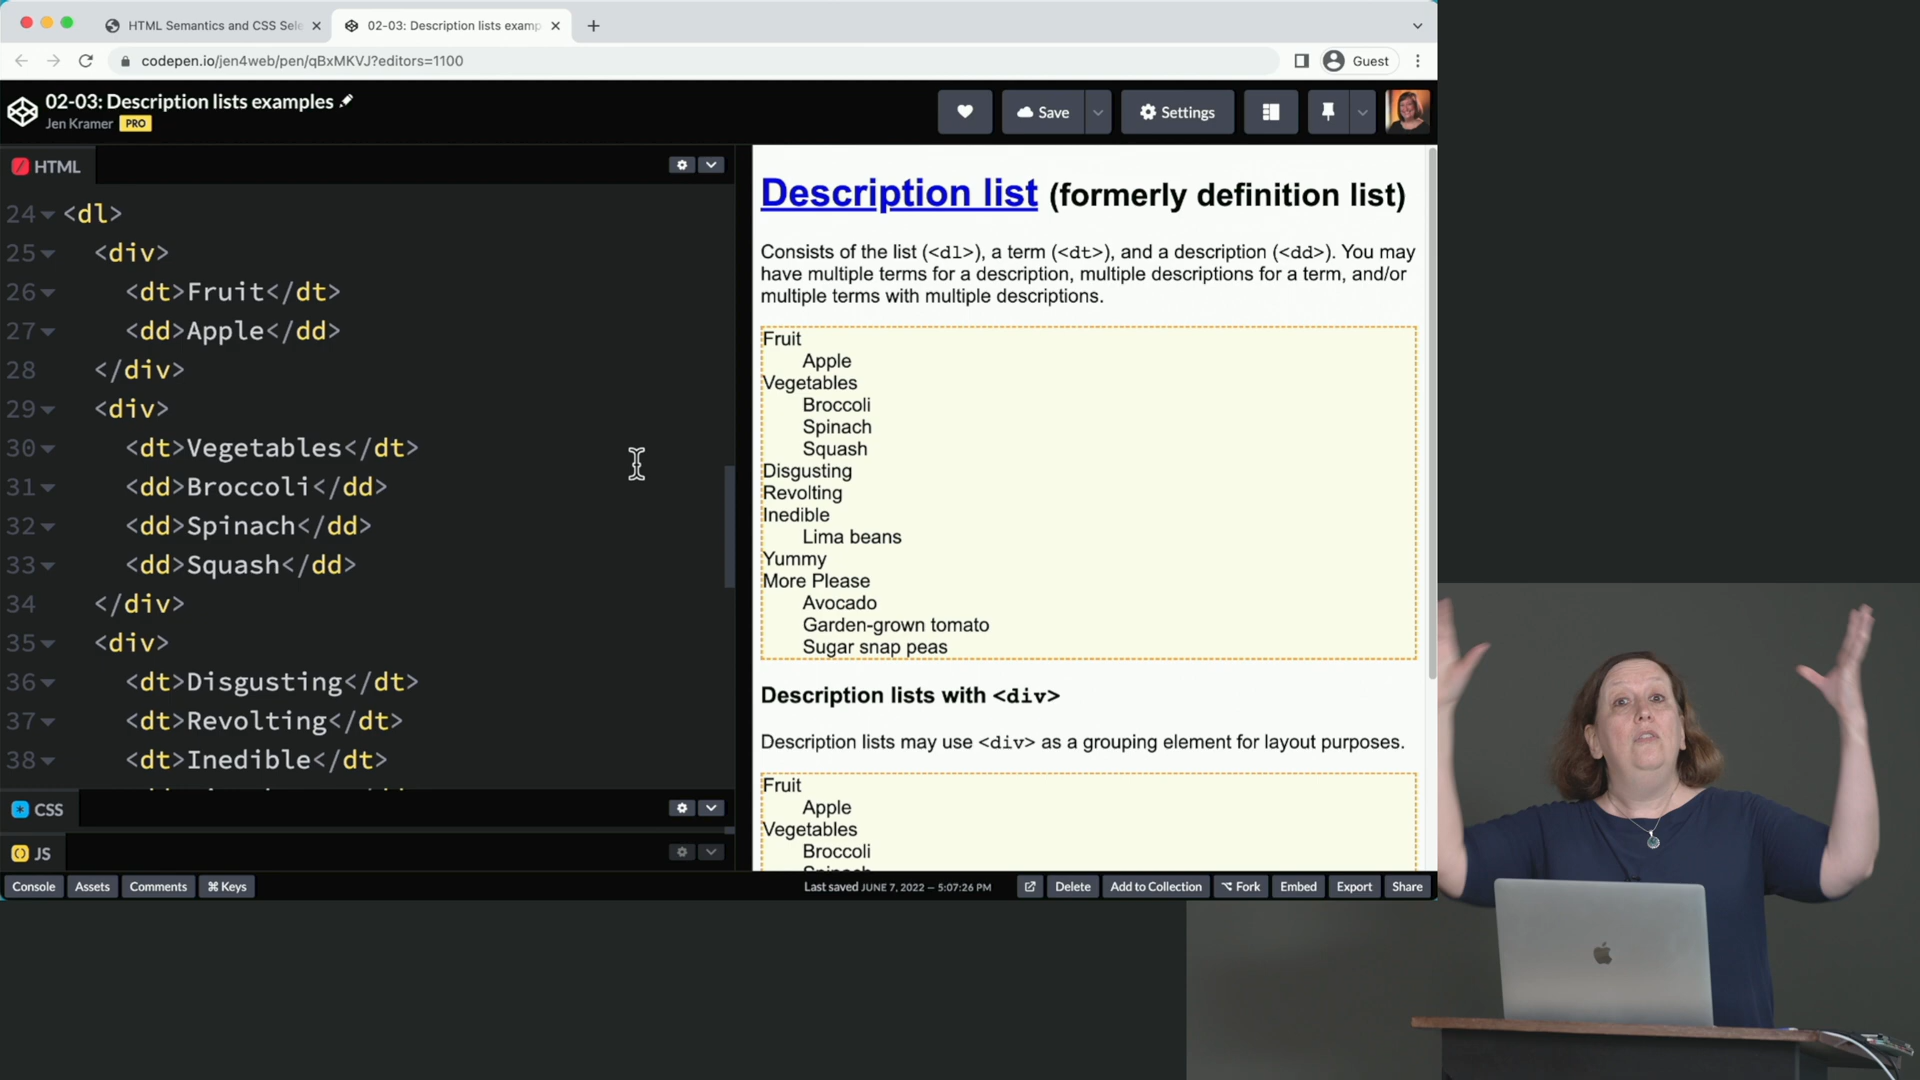 HTML Semantics and CSS Sele
02-03: Description lists examp
codepen.io/jen4web/pen/qBxMKVJ?editors=1100
Guest
02-03: Description lists examples
Jen Kramer PRO
Save
Settings
HTML
24 <dl>
25 <div>
26 <dt>Fruit</dt>
27 <dd>Apple</dd>
28 </div>
29 <div>
30 <dt>Vegetables</dt>
31 <dd>Broccoli</dd>
32 <dd>Spinach</dd>
33 <dd>Squash</dd>
34 </div>
35 <div>
36 <dt>Disgusting</dt>
37 <dt>Revolting</dt>
38 <dt>Inedible</dt>
CSS
JS
Description list (formerly definition list)
Consists of the list (<dl>), a term (<dt>), and a description (<dd>). You may
have multiple terms for a description, multiple descriptions for a term, and/or
multiple terms with multiple descriptions.
Fruit
Apple
Vegetables
Broccoli
Spinach
Squash
Disgusting
Revolting
Inedible
Lima beans
Yummy
More Please
Avocado
Garden-grown tomato
Sugar snap peas
Description lists with <div>
Description lists may use <div> as a grouping element for layout purposes.
Fruit
Apple
Vegetables
Broccoli
Console
Assets
Comments
⌘ Keys
Last saved JUNE 7, 2022 — 5:07:26 PM
Delete
Add to Collection
Fork
Embed
Export
Share